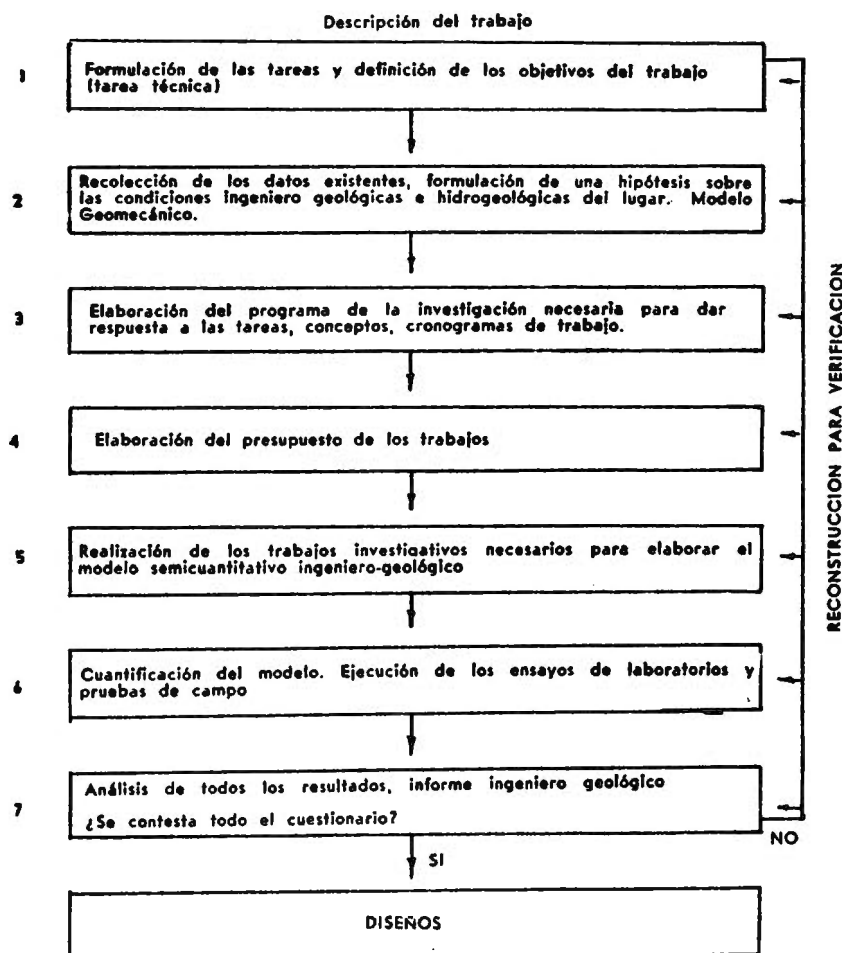 Descripción del trabajo
1
Formulación de las tareas y definición de los objetivos del trabajo
(tarea técnica)
2
Recolección de los datos existentes, formulación de una hipótesis sobre
las condiciones ingeniero geológicas e hidrogeológicas del lugar. Modelo
Geomecánico.
3
Elaboración del programa de la investigación necesaria para dar
respuesta a las tareas, conceptos, cronogramas de trabajo.
4
Elaboración del presupuesto de los trabajos
5
Realización de los trabajos investigativos necesarios para elaborar el
modelo semicuantitativo ingeniero-geológico
6
Cuantificación del modelo. Ejecución de los ensayos de laboratorios y
pruebas de campo
7
Análisis de todos los resultados, informe ingeniero geológico
¿Se contesta todo el cuestionario?
NO
SI
DISEÑOS
RECONSTRUCCION PARA VERIFICACION